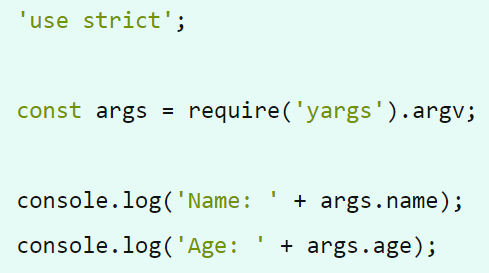 'use strict';
const args = require('yargs').argv;
console.log('Name: ' + args.name);
console.log('Age: ' + args.age);